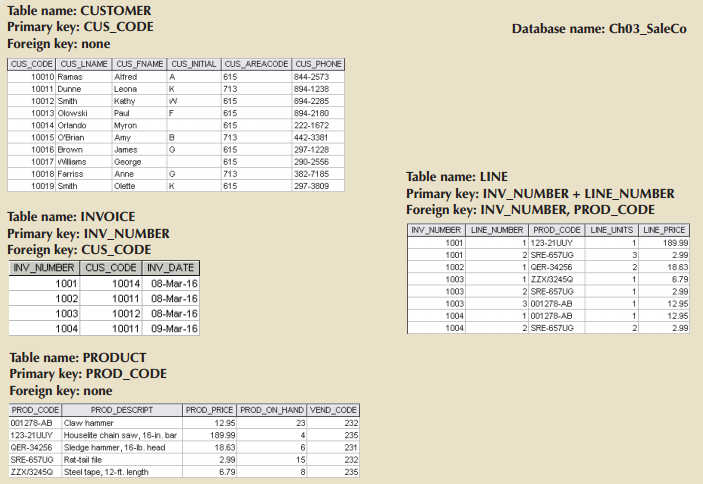 Table name: CUSTOMER
Primary key: CUS_CODE
Foreign key: none
Database name: Ch03_SaleCo
CUS_CODE CUS_LNAME CUS_FNAME CUS_INITIAL CUS_AREACODE CUS_PHONE
10010 Ramas Alfred A 615 844-2573
10011 Dunne Leona K 713 894-1238
10012 Smith Kathy W 615 894-2285
10013 Olowski Paul F 615 894-2180
10014 Orlando Myron 615 222-1672
10015 O'Brian Amy B 713 442-3381
10016 Brown James G 615 297-1228
10017 Williams George 615 290-2556
10018 Farriss Anne G 713 382-7185
10019 Smith Olette K 615 297-3809
Table name: INVOICE
Primary key: INV_NUMBER
Foreign key: CUS_CODE
INV_NUMBER CUS_CODE INV_DATE
1001 10014 08-Mar-16
1002 10011 08-Mar-16
1003 10012 08-Mar-16
1004 10011 09-Mar-16
Table name: LINE
Primary key: INV_NUMBER + LINE_NUMBER
Foreign key: INV_NUMBER, PROD_CODE
INV_NUMBER LINE_NUMBER PROD_CODE LINE_UNITS LINE_PRICE
1001 1 123-21UUY 1 189.99
1001 2 SRE-657UG 3 2.99
1002 1 QER-34256 2 18.63
1003 1 ZZX/3245Q 1 6.79
1003 2 SRE-657UG 1 2.99
1003 3 001278-AB 1 12.95
1004 1 001278-AB 1 12.95
1004 2 SRE-657UG 2 2.99
Table name: PRODUCT
Primary key: PROD_CODE
Foreign key: none
PROD_CODE PROD_DESCRIPT PROD_PRICE PROD_ON_HAND VEND_CODE
001278-AB Claw hammer 12.95 23 232
123-21UUY Houselite chain saw, 16-in. bar 189.99 4 235
QER-34256 Sledge hammer, 16-lb. head 18.63 6 231
SRE-657UG Rat-tail file 2.99 15 232
ZZX/3245Q Steel tape, 12-ft. length 6.79 8 235